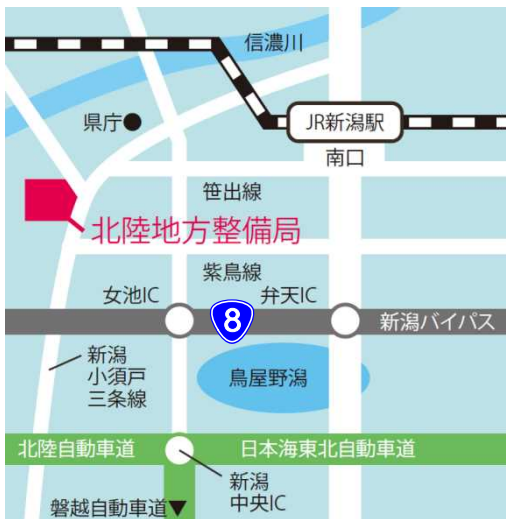 信濃川
県庁
JR新潟駅
南口
笹出線
北陸地方整備局
紫鳥線
女池IC
弁天IC
8
新潟バイパス
新潟
小須戸
三条線
鳥屋野潟
北陸自動車道
日本海東北自動車道
新潟
中央IC
磐越自動車道▼